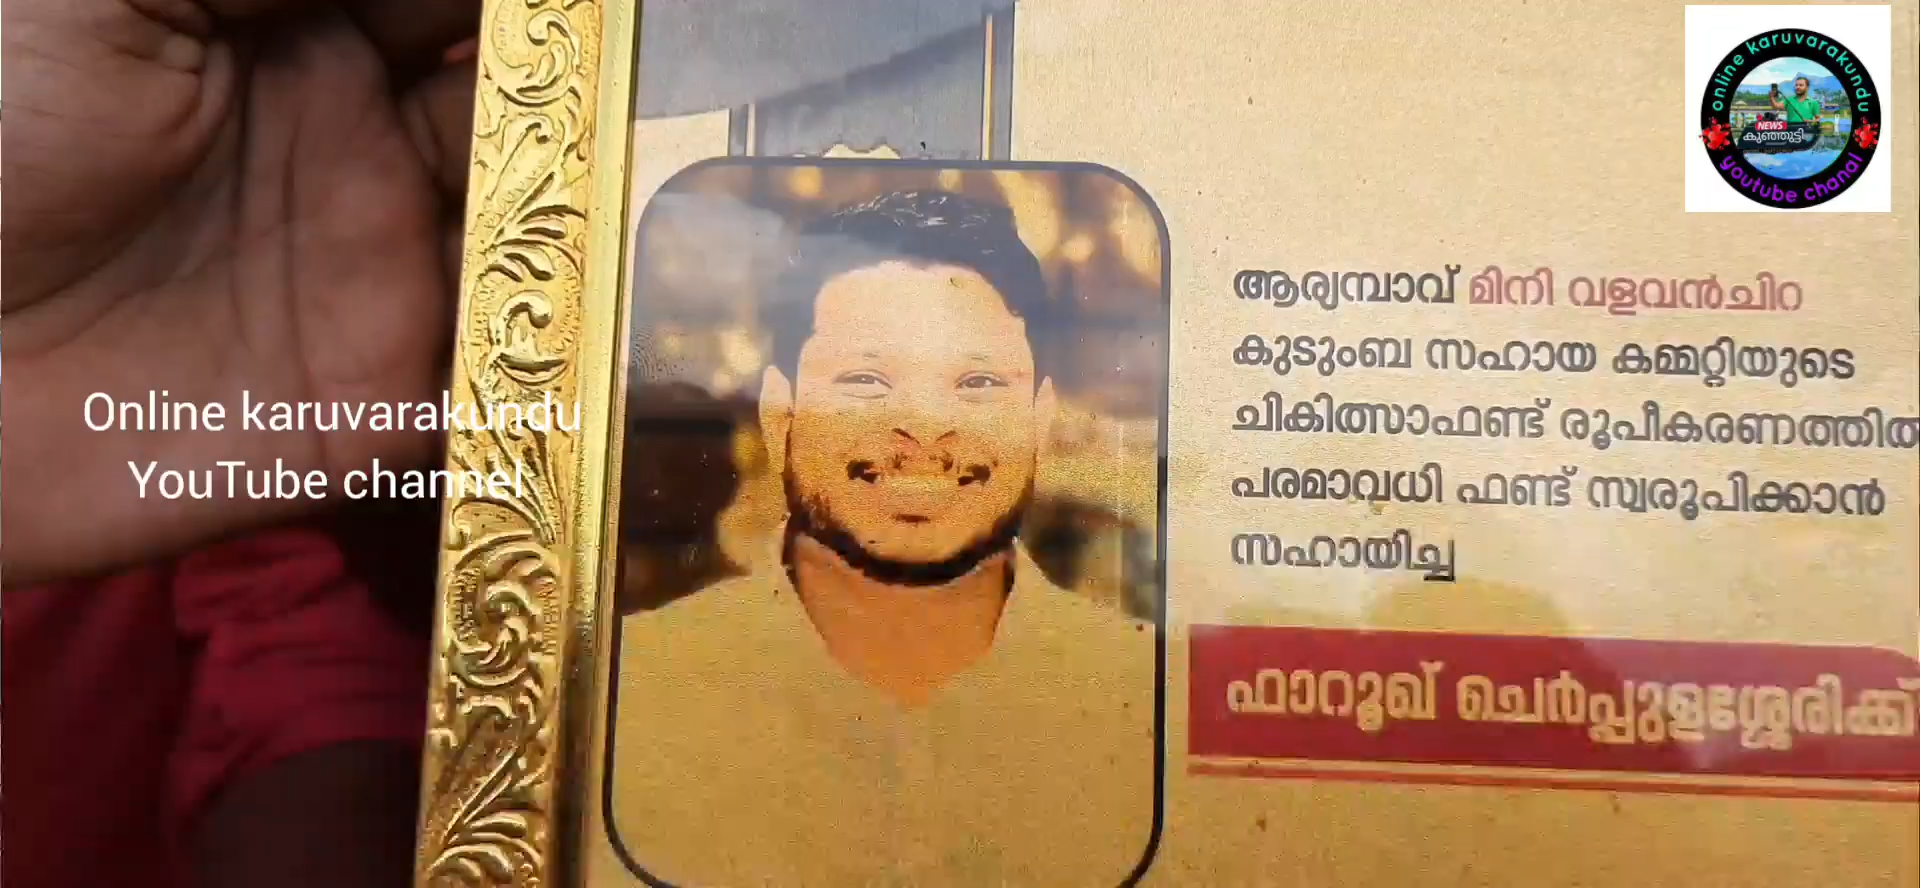 online karuvarakundu
NEWS
കുഞ്ഞുട്ടി
youtube chanal
ആര്യമ്പാവ് മിനി വളവൻചിറ
കുടുംബ സഹായ കമ്മറ്റിയുടെ
ചികിത്സാഫണ്ട് രൂപീകരണത്തിൽ
പരമാവധി ഫണ്ട് സ്വരൂപിക്കാൻ
സഹായിച്ച
ഫാറൂഖ് ചെർപ്പുളശ്ശേരിക്ക്
Online karuvarakundu
YouTube channel